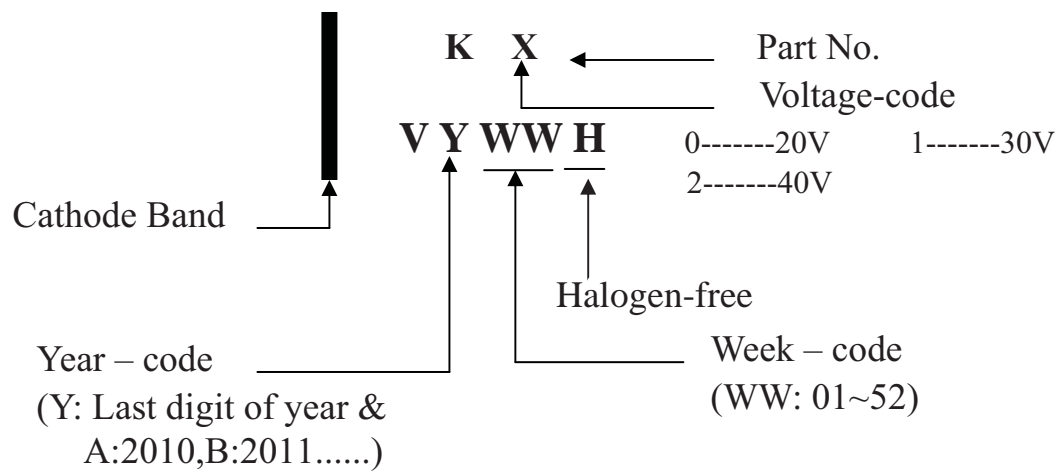 K X
Part No.
Voltage-code
V Y WW H
0-------20V 1-------30V
2-------40V
Cathode Band
Halogen-free
Year – code
(Y: Last digit of year &
A:2010,B:2011......)
Week – code
(WW: 01~52)